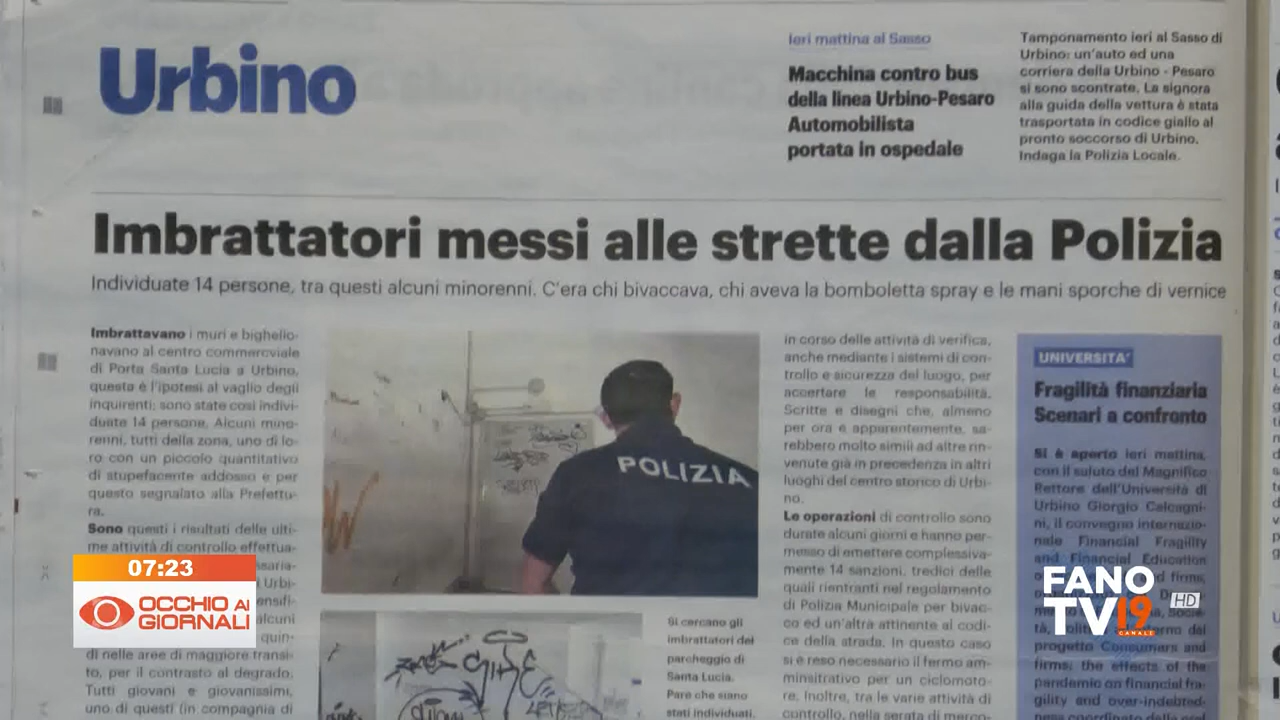 Urbino
Ieri mattina al Sasso
Macchina contro bus
della linea Urbino-Pesaro
Automobilista
portata in ospedale
Tamponamento ieri al Sasso di
Urbino: un'auto ed una
corriera della Urbino - Pesaro
si sono scontrate. La signora
alla guida della vettura è stata
trasportata in codice giallo al
pronto soccorso di Urbino.
Indaga la Polizia Locale.
Imbrattatori messi alle strette dalla Polizia
Individuate 14 persone, tra questi alcuni minorenni. C'era chi bivaccava, chi aveva la bomboletta spray e le mani sporche di vernice
Imbrattavano i muri e bighello-
navano al centro commerciale
di Porta Santa Lucia a Urbino,
questa è l'ipotesi al vaglio degli
inquirenti: sono state così indivi-
duate 14 persone. Alcuni mino-
renni, tutti della zona, uno di lo-
ro con un piccolo quantitativo
di stupefacente addosso e per
questo segnalato alla Prefettu-
ra.
Sono questi i risultati delle ulti-
me attività di controllo effettua-
di nelle aree di maggiore transi-
to, per il contrasto al degrado.
Tutti giovani e giovanissimi,
uno di questi (in compagnia di
POLIZIA
Si cercano gli
imbrattatori del
parcheggio di
Santa Lucia.
Pare che siano
stati individuati.
in corso delle attività di verifica,
anche mediante i sistemi di con-
trollo e sicurezza del luogo, per
accertare le responsabilità.
Scritte e disegni che, almeno
per ora e apparentemente, sa-
rebbero molto simili ad altre rin-
venute già in precedenza in altri
luoghi del centro storico di Urbi-
no.
Le operazioni di controllo sono
durate alcuni giorni e hanno per-
messo di emettere complessiva-
mente 14 sanzioni, tredici delle
quali rientranti nel regolamento
di Polizia Municipale per bivac-
co ed un'altra attinente al codi-
ce della strada. In questo caso
si è reso necessario il fermo am-
minsitrativo per un ciclomoto-
re. Inoltre, tra le varie attività di
controllo, nella serata di merco-
UNIVERSITA'
Fragilità finanziaria
Scenari a confronto
Si è aperto ieri mattina,
con il saluto del Magnifico
Rettore dell'Università di
Urbino Giorgio Calcagni-
ni, il convegno internazio-
nale Financial Fragility
and Financial Education
progetto Consumers and
firms: the effects of the
pandemic on financial fra-
gility and over-indebted-
07:23
OCCHIO AI
GIORNALI
FANO
TV19
CANALE
HD